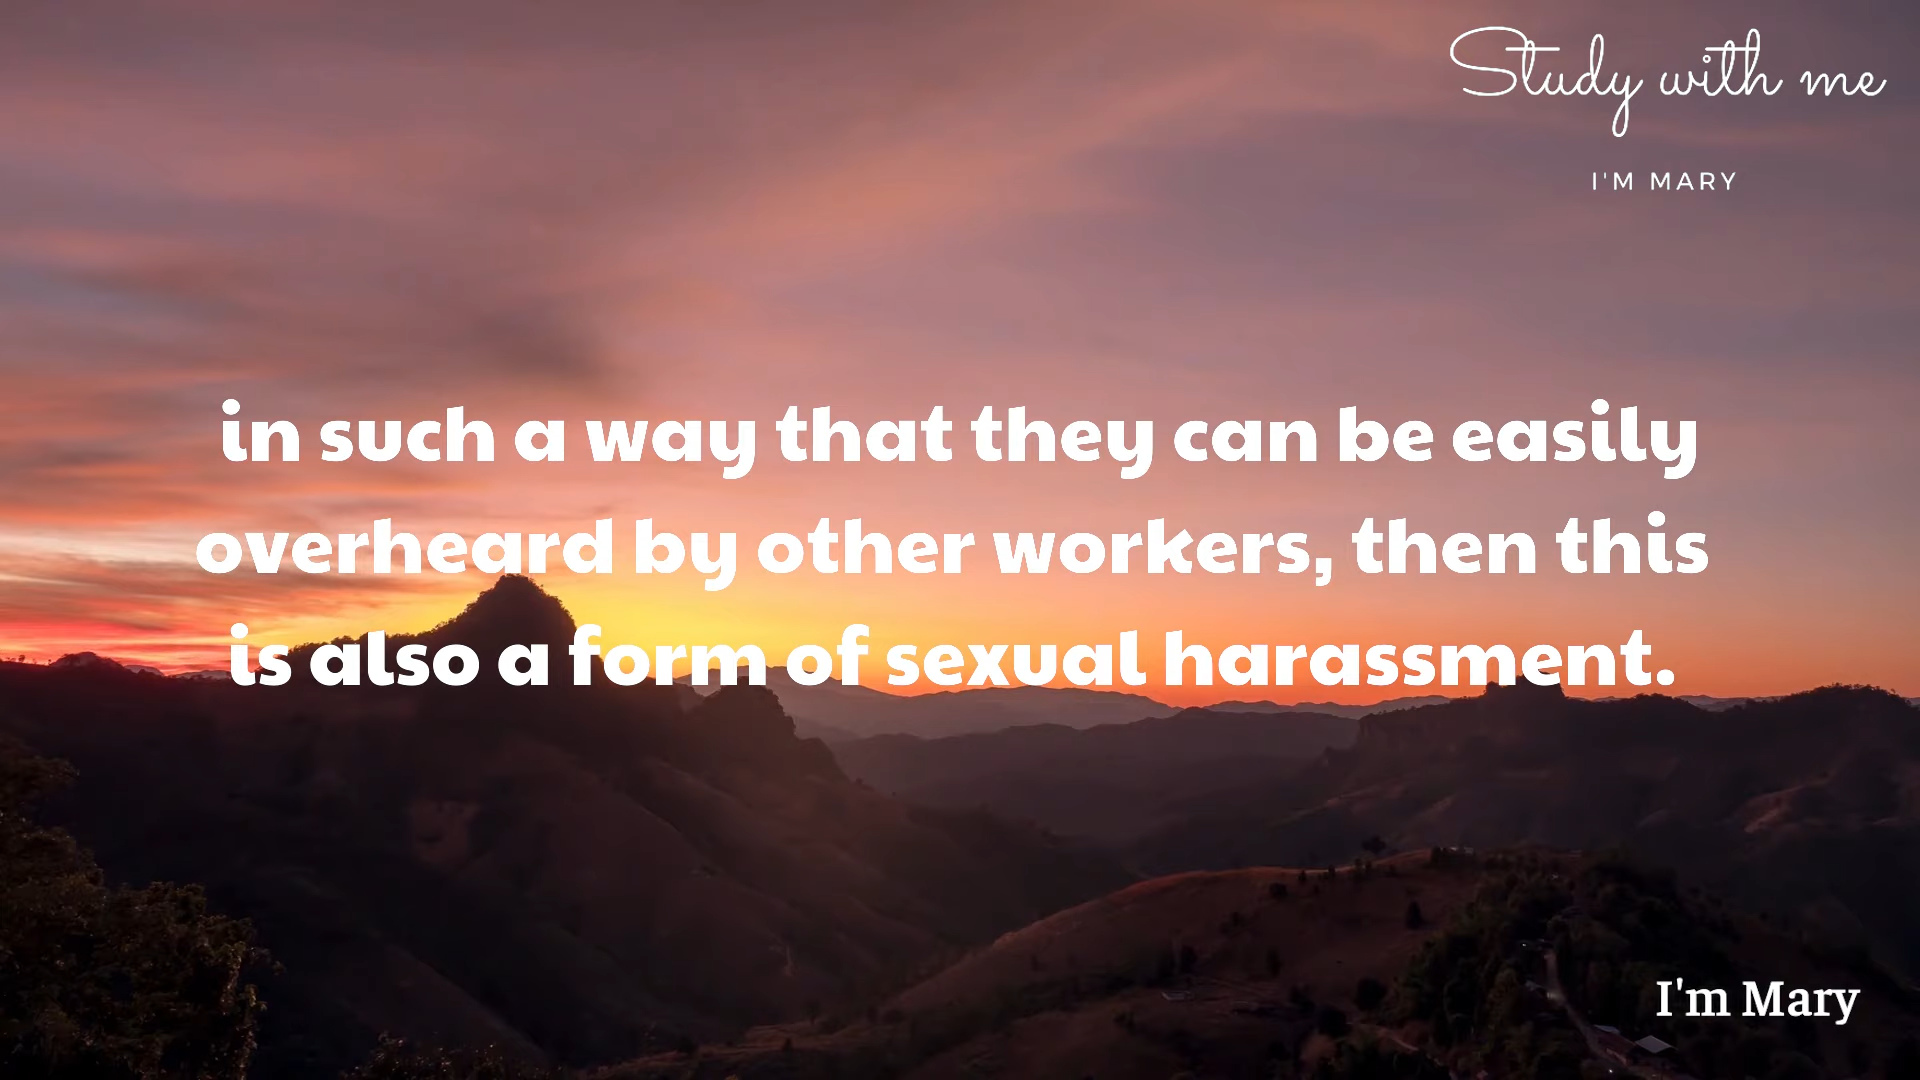 Study with me
I'M MARY
in such a way that they can be easily
overheard by other workers, then this
is also a form of sexual harassment.
I'm Mary